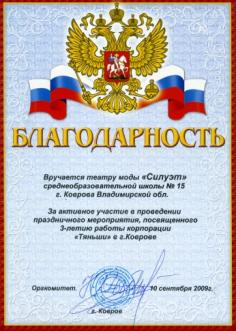 БЛАГОДАРНОСТЬ
Вручается театру моды «Силуэт»
среднеобразовательной школы № 15
г. Коврова Владимирской обл.
За активное участие в проведении
праздничного мероприятия, посвященного
3-летию работы корпорации
«Тяньши» в г.Коврове
Оргкомитет. 10 сентября 2009г.
г. Ковров